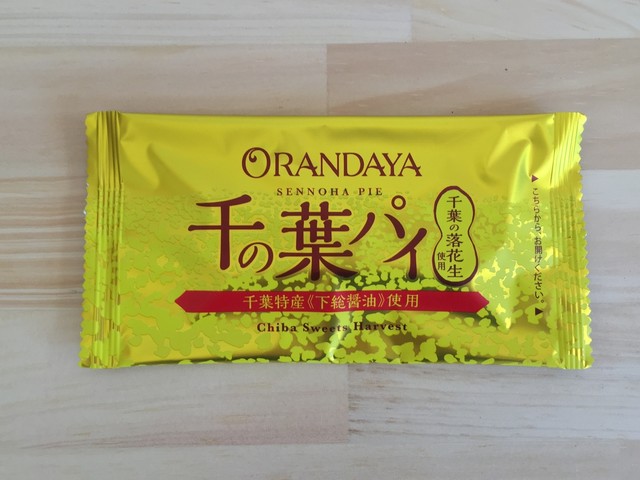 ORANDAYA
SENNOHA PIE
千の葉パイ
千葉の落花生
使用
千葉特産《下総醤油》使用
Chiba Sweets Harvest
▶こちらから、お開けください。▶